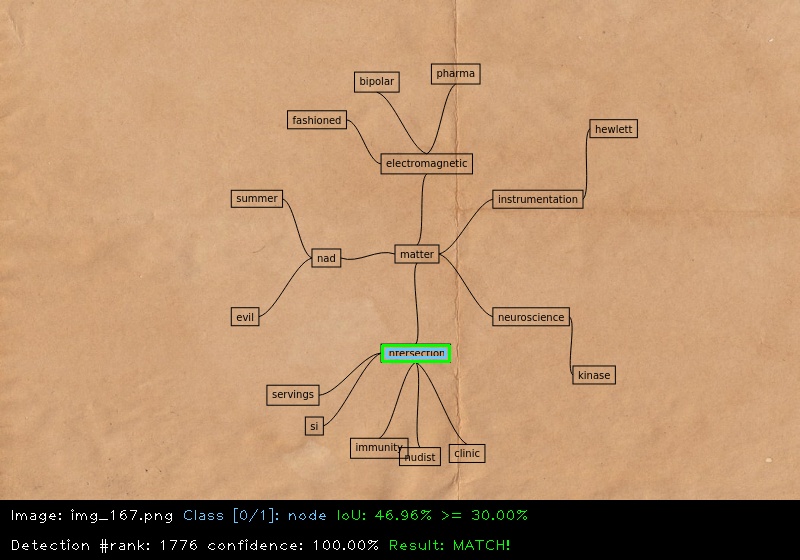 pharma
bipolar
fashioned
hewlett
electromagnetic
summer
instrumentation
matter
nad
evil
neuroscience
kinase
servings
si
immunity
nudist
clinic
Image: img_167.png Class [0/1]: node IoU: 46.96% >= 30.00%
Detection #rank: 1776 confidence: 100.00% Result: MATCH!